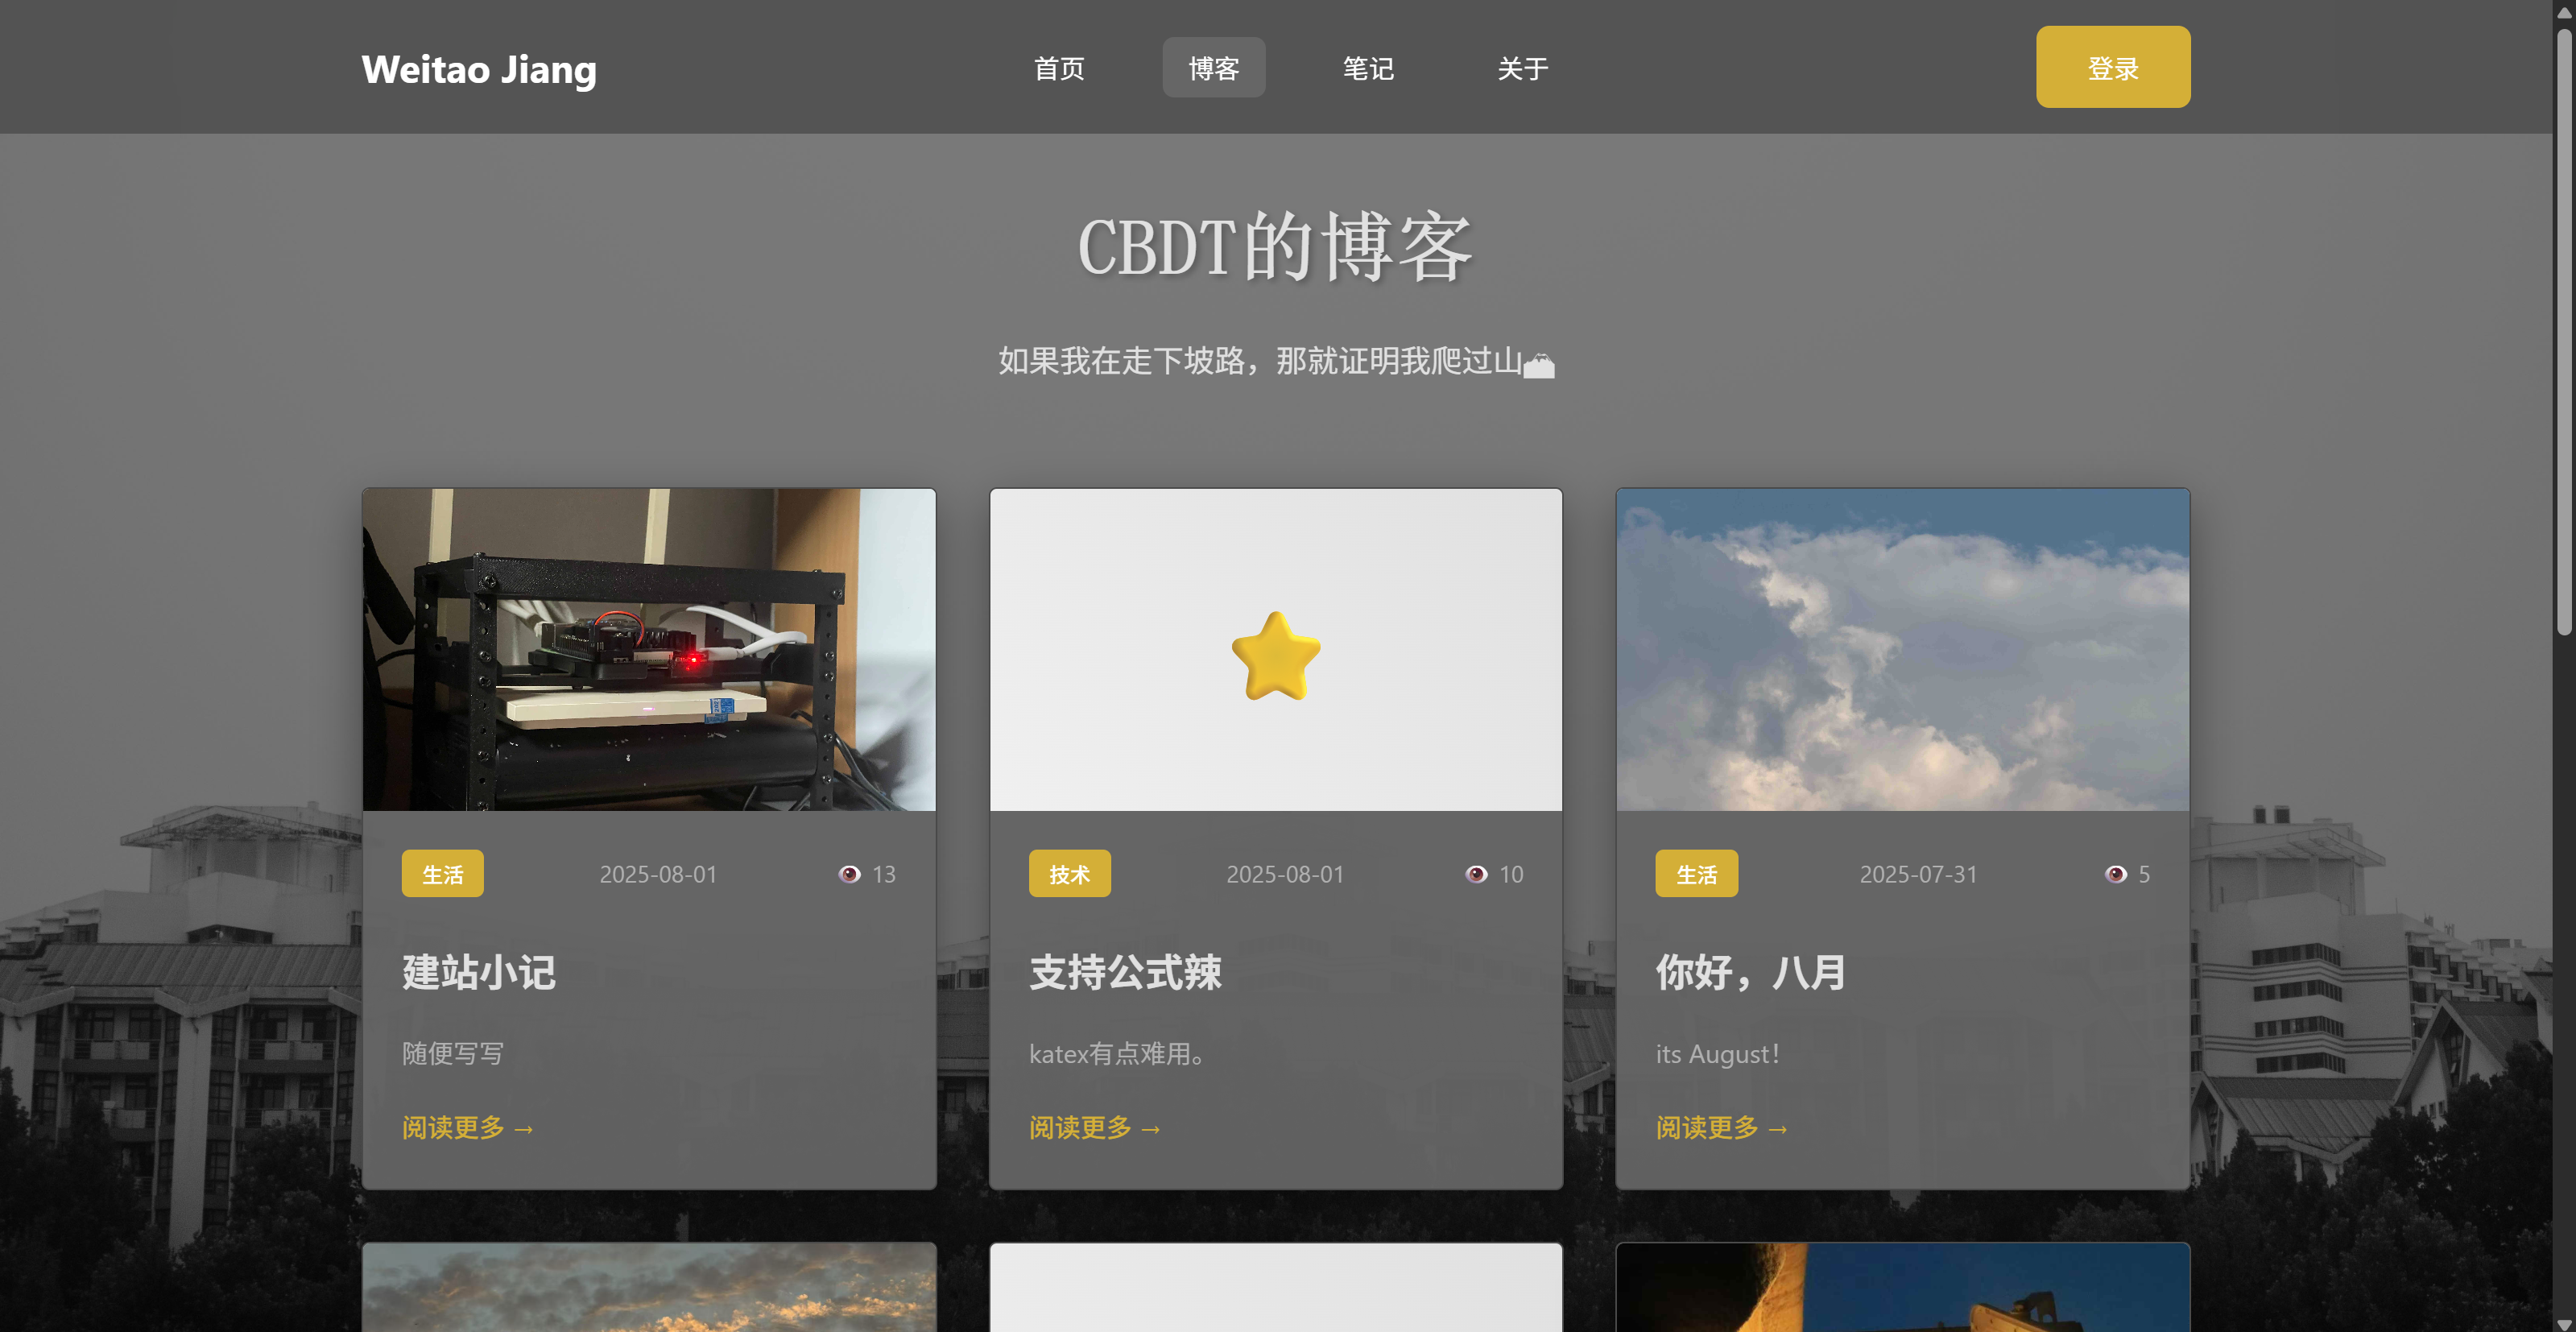 Weitao Jiang
首页
博客
笔记
关于
登录
CBDT的博客
如果我在走下坡路，那就证明我爬过山🏔
生活
2025-08-01
👁 13
技术
2025-08-01
👁 10
生活
2025-07-31
👁 5
建站小记
支持公式辣
你好，八月
随便写写
katex有点难用。
its August！
阅读更多 →
阅读更多 →
阅读更多 →